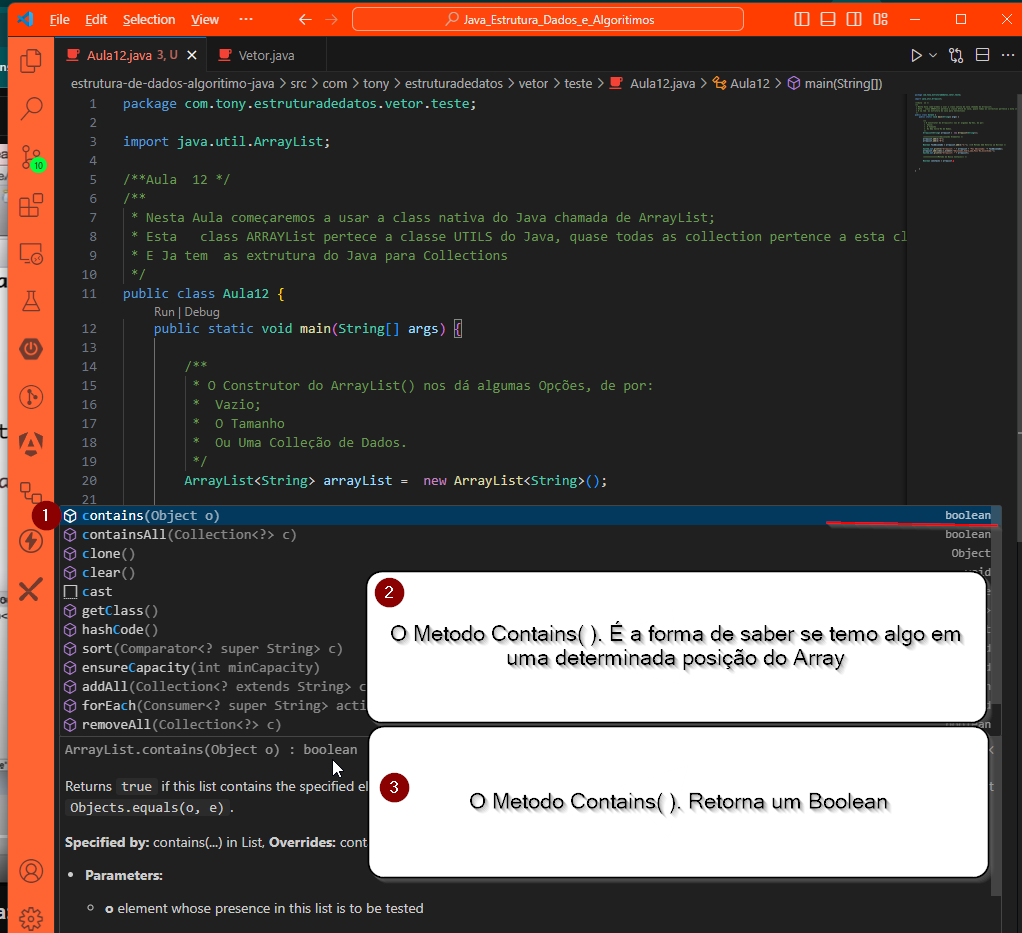 File Edit Selection View ··· Java_Estrutura_Dados_e_Algoritimos
Aula12.java 3, U Vetor.java
estrutura-de-dados-algoritimo-java > src > com > tony > estruturadedatos > vetor > teste > Aula12.java > Aula12 > main(String[])
1 package com.tony.estruturadedatos.vetor.teste;
2
3 import java.util.ArrayList;
4
5 /**Aula 12 */
6 /**
7 * Nesta Aula começaremos a usar a class nativa do Java chamada de ArrayList;
8 * Esta class ARRAYList pertece a classe UTILS do Java, quase todas as collection pertence a esta cl
9 * E Ja tem as extrutura do Java para Collections
10 */
11 public class Aula12 {
Run | Debug
12 public static void main(String[] args) {
13
14 /**
15 * O Construtor do ArrayList() nos dá algumas Opções, de por:
16 * Vazio;
17 * O Tamanho
18 * Ou Uma Colleção de Dados.
19 */
20 ArrayList<String> arrayList = new ArrayList<String>();
21
10
1
contains(Object o) boolean
containsAll(Collection<?> c) boolean
clone() Object
clear() void
cast
getClass()
hashCode()
sort(Comparator<? super String> c)
ensureCapacity(int minCapacity)
addAll(Collection<? extends String> c
forEach(Consumer<? super String> acti
removeAll(Collection<?> c) boolean
2
O Metodo Contains( ). É a forma de saber se temo algo em
uma determinada posição do Array
ArrayList.contains(Object o) : boolean
Returns true if this list contains the specified el
Objects.equals(o, e).
3
O Metodo Contains( ). Retorna um Boolean
Specified by: contains(...) in List, Overrides: cont
• Parameters:
o element whose presence in this list is to be tested